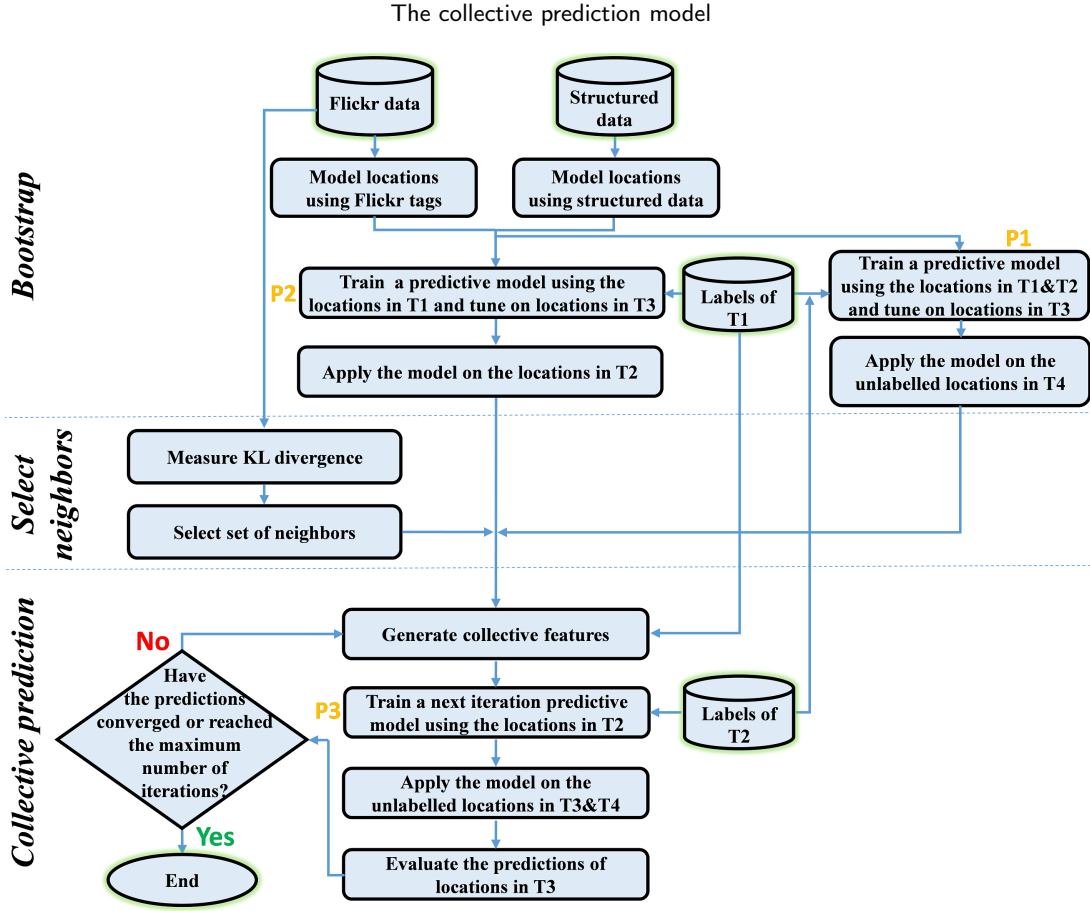 The collective prediction model
Bootstrap
Flickr data
Structured
data
Model locations
using Flickr tags
Model locations
using structured data
P1
P2
Train a predictive model using the
locations in T1 and tune on locations in T3
Labels of
T1
Train a predictive model
using the locations in T1&T2
and tune on locations in T3
Apply the model on the locations in T2
Apply the model on the
unlabelled locations in T4
Select
neighbors
Measure KL divergence
Select set of neighbors
Collective prediction
Generate collective features
No
Have
the predictions
converged or reached
the maximum
number of
iterations?
P3
Train a next iteration predictive
model using the locations in T2
Labels of
T2
Apply the model on the
unlabelled locations in T3&T4
Yes
End
Evaluate the predictions of
locations in T3